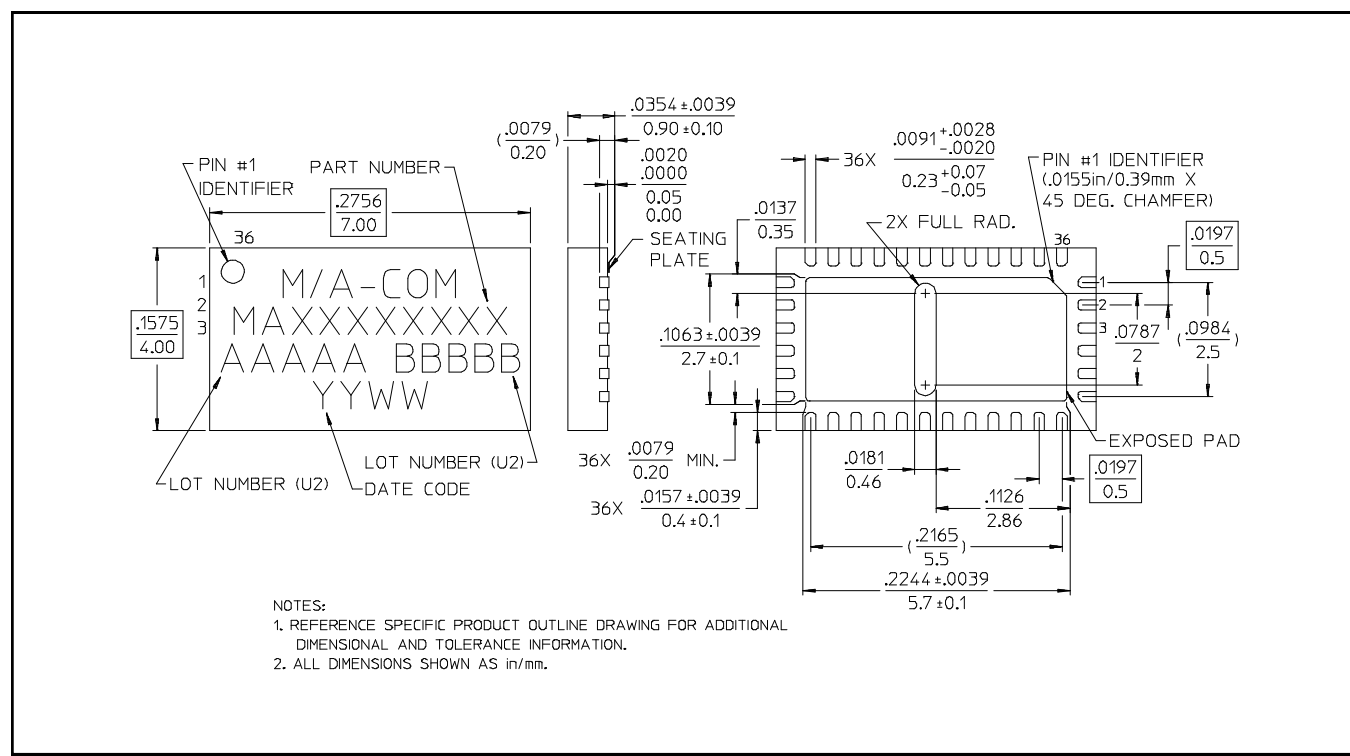 .0354 ±.0039
0.90 ±0.10
(.0079)
0.20
.0020
.0000
0.05
0.00
SEATING
PLATE
PIN #1
IDENTIFIER
PART NUMBER
.2756
7.00
36
1
2
3
.1575
4.00
M/A-COM
MAXXXXXXXX
AAAAA BBBBB
YYWW
LOT NUMBER (U2)
LOT NUMBER (U2)
DATE CODE
36X .0091 +.0028
-.0020
0.23 +0.07
-0.05
PIN #1 IDENTIFIER
(.0155in/0.39mm X
45 DEG. CHAMFER)
.0137
0.35
2X FULL RAD.
36
.0197
0.5
1
2
3
.1063 ±.0039
2.7 ±0.1
.0787
2
(.0984)
2.5
EXPOSED PAD
36X .0079 MIN.
0.20
36X .0157 ±.0039
0.4 ±0.1
.0181
0.46
.0197
0.5
.1126
2.86
(.2165)
5.5
.2244 ±.0039
5.7 ±0.1
NOTES:
1. REFERENCE SPECIFIC PRODUCT OUTLINE DRAWING FOR ADDITIONAL
DIMENSIONAL AND TOLERANCE INFORMATION.
2. ALL DIMENSIONS SHOWN AS in/mm.